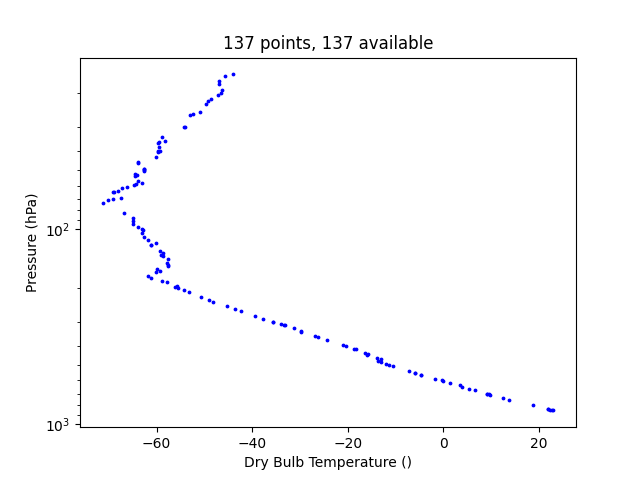 137 points, 137 available
Pressure (hPa)
10²
10³
−60
−40
−20
0
20
Dry Bulb Temperature ()